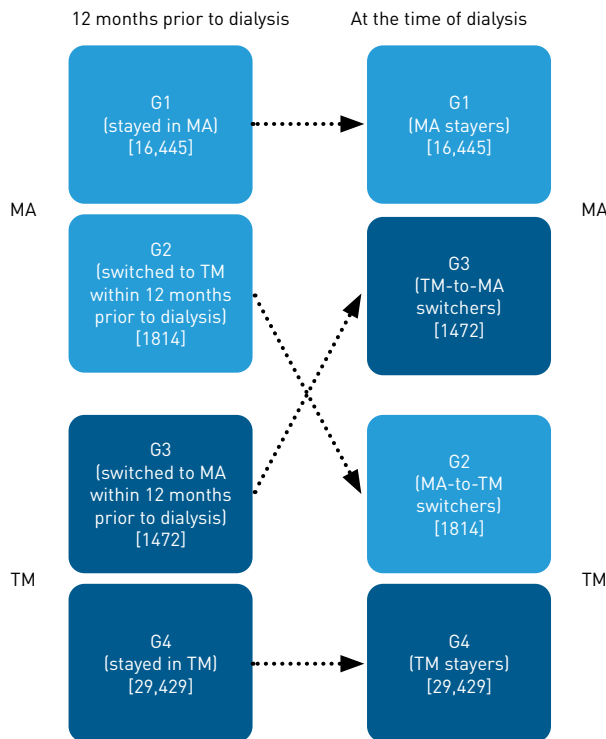 12 months prior to dialysis
At the time of dialysis
G1
(stayed in MA)
[16,445]
G1
(MA stayers)
[16,445]
MA
MA
G2
(switched to TM
within 12 months
prior to dialysis)
[1814]
G3
(TM-to-MA
switchers)
[1472]
G3
(switched to MA
within 12 months
prior to dialysis)
[1472]
G2
(MA-to-TM
switchers)
[1814]
TM
TM
G4
(stayed in TM)
[29,429]
G4
(TM stayers)
[29,429]